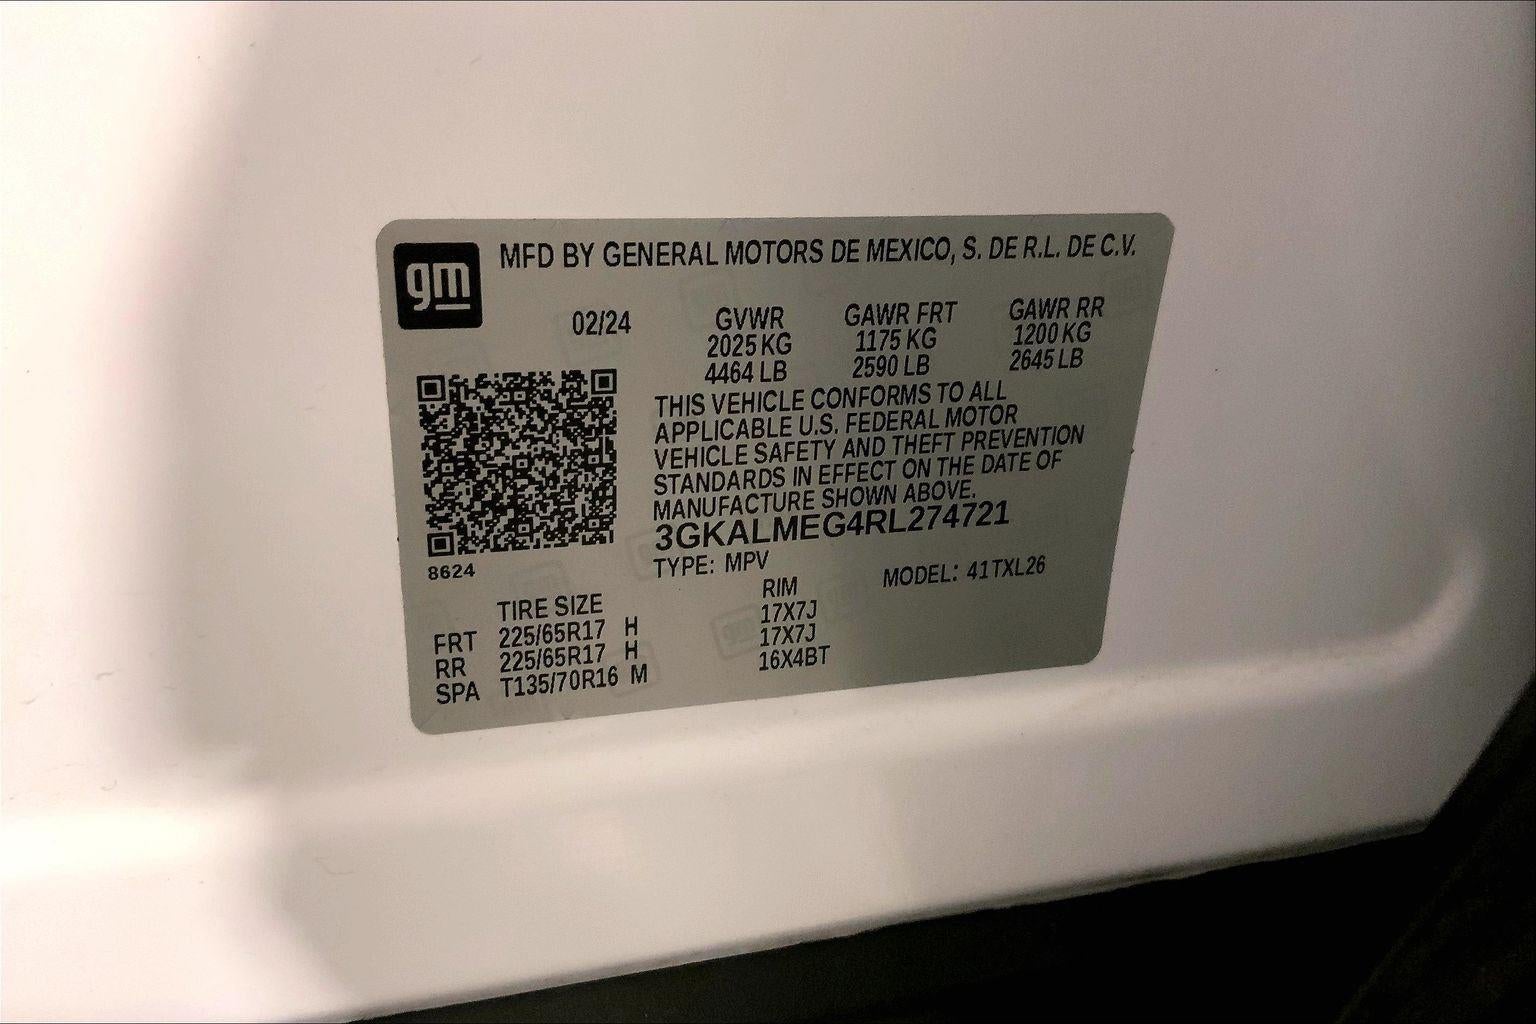 gm
MFD BY GENERAL MOTORS DE MEXICO, S. DE R.L. DE C.V.
02/24 GVWR GAWR FRT GAWR RR
2025 KG 1175 KG 1200 KG
4464 LB 2590 LB 2645 LB
THIS VEHICLE CONFORMS TO ALL
APPLICABLE U.S. FEDERAL MOTOR
VEHICLE SAFETY AND THEFT PREVENTION
STANDARDS IN EFFECT ON THE DATE OF
MANUFACTURE SHOWN ABOVE.
3GKALMEG4RL274721
8624
TYPE: MPV MODEL: 41TXL26
TIRE SIZE RIM
FRT 225/65R17 H 17X7J
RR 225/65R17 H 17X7J
SPA T135/70R16 M 16X4BT